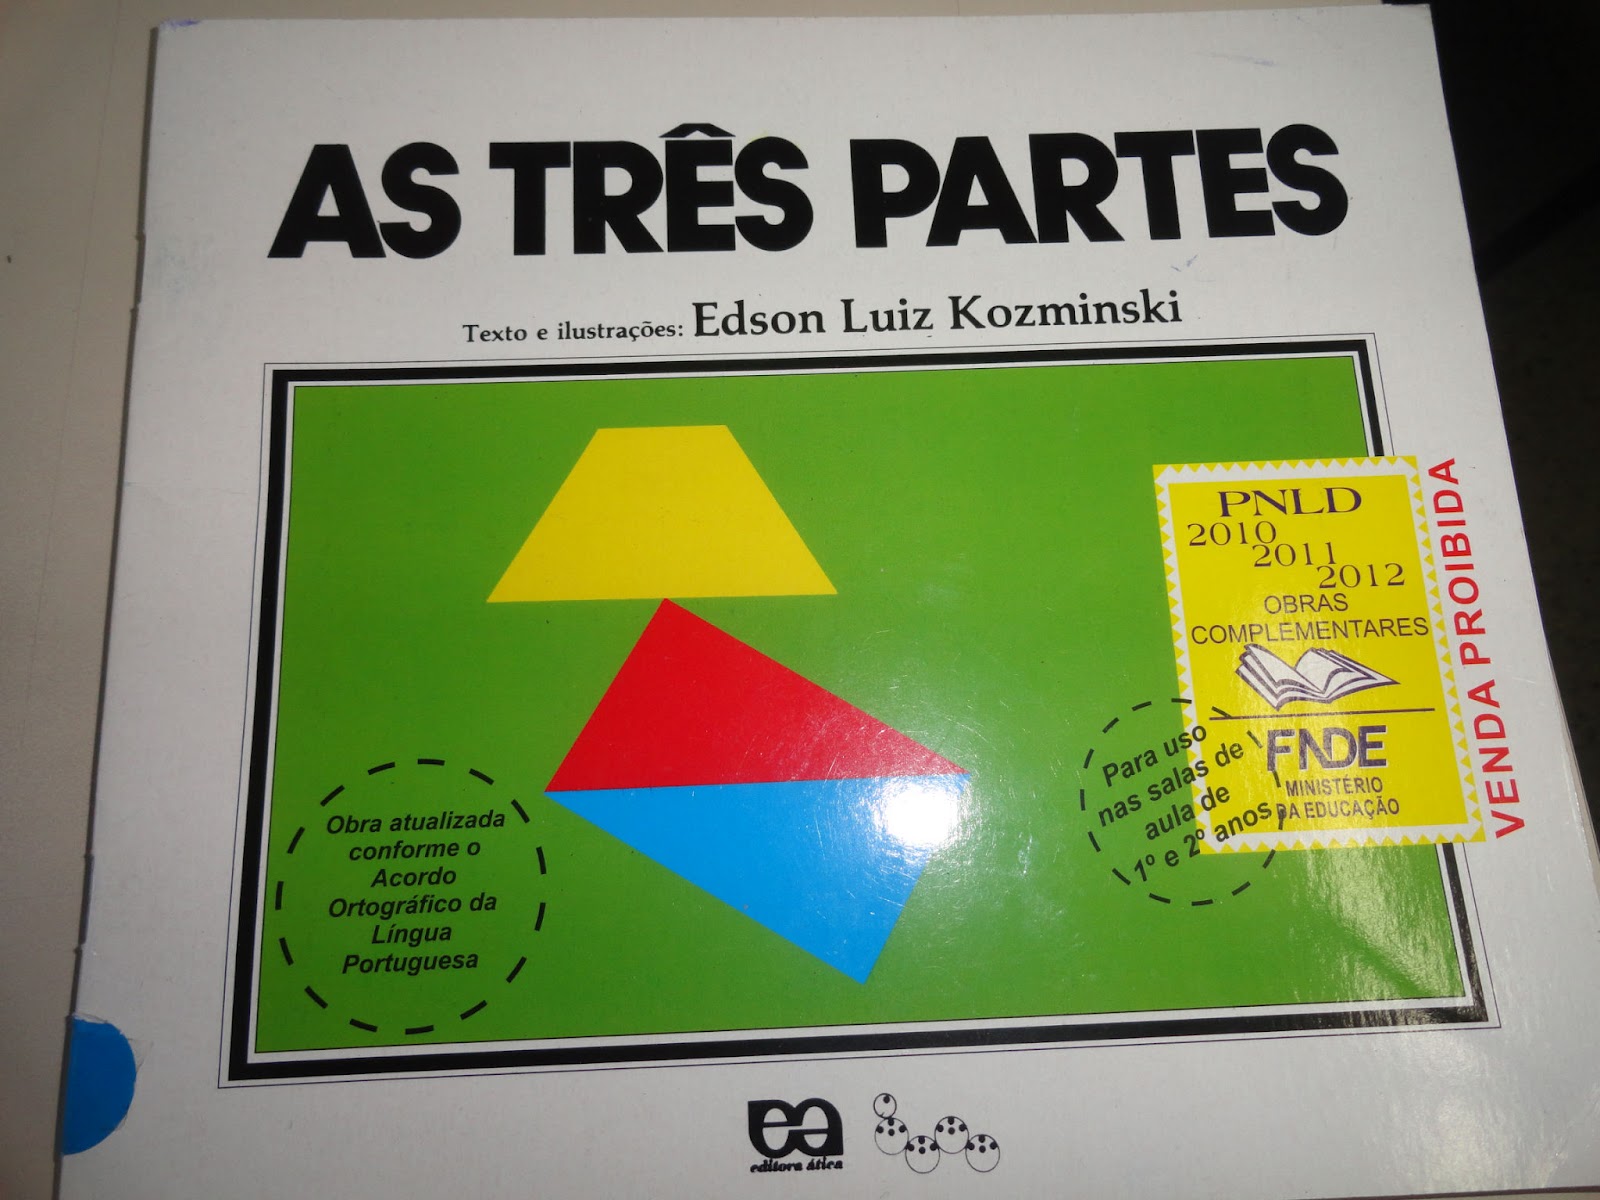 AS TRÊS PARTES
Texto e ilustrações: Edson Luiz Kozminski
PNLD
2010
2011
2012
OBRAS
COMPLEMENTARES
FNDE
MINISTÉRIO
DA EDUCAÇÃO
VENDA PROIBIDA
Para uso
nas salas de
aula de
1º e 2º anos
Obra atualizada
conforme o
Acordo
Ortográfico da
Língua
Portuguesa
ea
editora ática